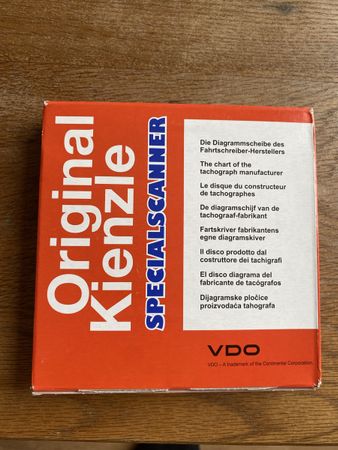 Original
Kienzle
SPECIALSCANNER
Die Diagrammscheibe des
Fahrtschreiber-Herstellers
The chart of the
tachograph manufacturer
Le disque du constructeur
de tachographes
De diagramschijf van de
tachograaf-fabrikant
Fartskriver fabrikantens
egne diagramskiver
Il disco prodotto dal
costruttore dei tachigrafi
El disco diagrama del
fabricante de tacógrafos
Dijagramske pločice
proizvođača tahografa
VDO
VDO – A trademark of the Continental Corporation